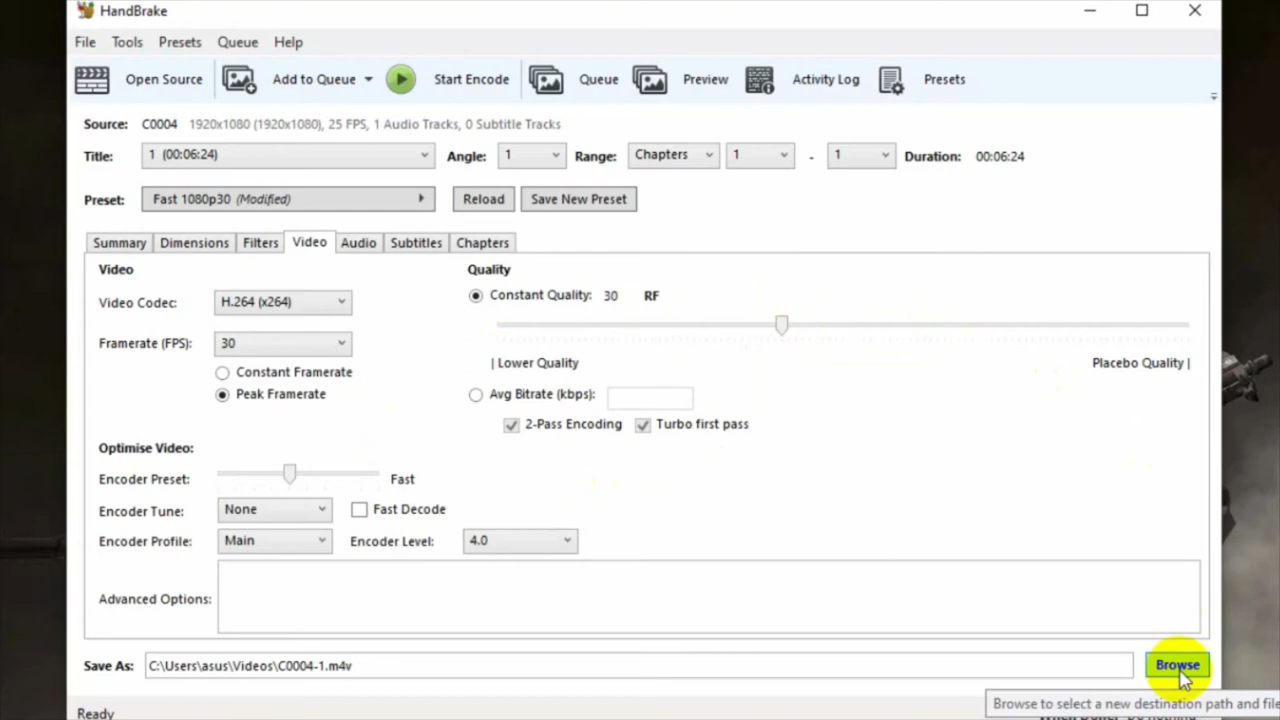 HandBrake
File Tools Presets Queue Help
Open Source Add to Queue Start Encode Queue Preview Activity Log Presets
Source: C0004 1920x1080 (1920x1080), 25 FPS, 1 Audio Tracks, 0 Subtitle Tracks
Title: 1 (00:06:24) Angle: 1 Range: Chapters 1 - 1 Duration: 00:06:24
Preset: Fast 1080p30 (Modified) Reload Save New Preset
Summary Dimensions Filters Video Audio Subtitles Chapters
Video Quality
Video Codec: H.264 (x264) Constant Quality: 30 RF
Framerate (FPS): 30
| Lower Quality Placebo Quality |
Constant Framerate
Peak Framerate Avg Bitrate (kbps):
2-Pass Encoding Turbo first pass
Optimise Video:
Encoder Preset: Fast
Encoder Tune: None Fast Decode
Encoder Profile: Main Encoder Level: 4.0
Advanced Options:
Save As: C:\Users\asus\Videos\C0004-1.m4v Browse
Browse to select a new destination path and file
Ready